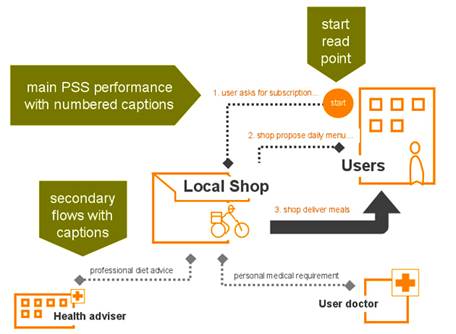 start
read
point
main PSS performance
with numbered captions
1. user asks for subscription...
start
2. shop propose daily menu...
Users
Local Shop
secondary
flows with
captions
3. shop deliver meals
professional diet advice
personal medical requirement
Health adviser
User doctor